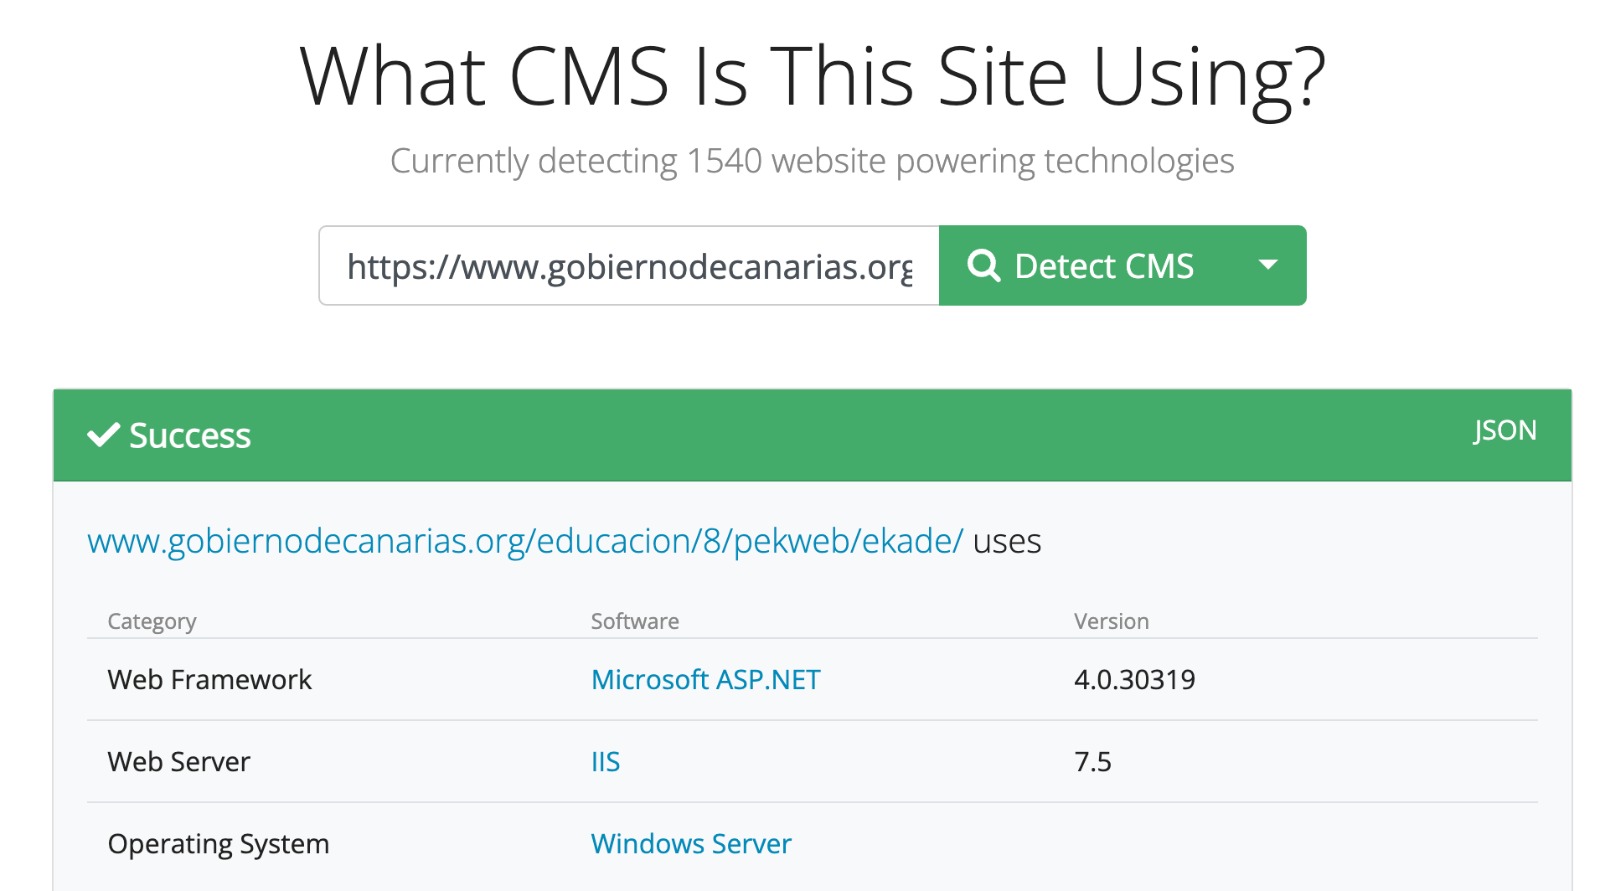 What CMS Is This Site Using?
Currently detecting 1540 website powering technologies
https://www.gobiernodecanarias.org Detect CMS
Success JSON
www.gobiernodecanarias.org/educacion/8/pekweb/ekade/ uses
Category Software Version
Web Framework Microsoft ASP.NET 4.0.30319
Web Server IIS 7.5
Operating System Windows Server